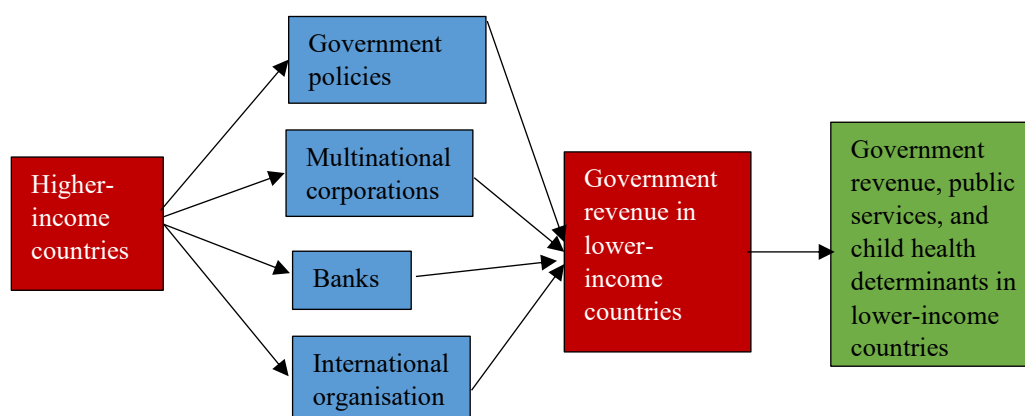 Higher-
income
countries
Government
policies
Multinational
corporations
Banks
International
organisation
Government
revenue in
lower-
income
countries
Government
revenue, public
services, and
child health
determinants in
lower-income
countries